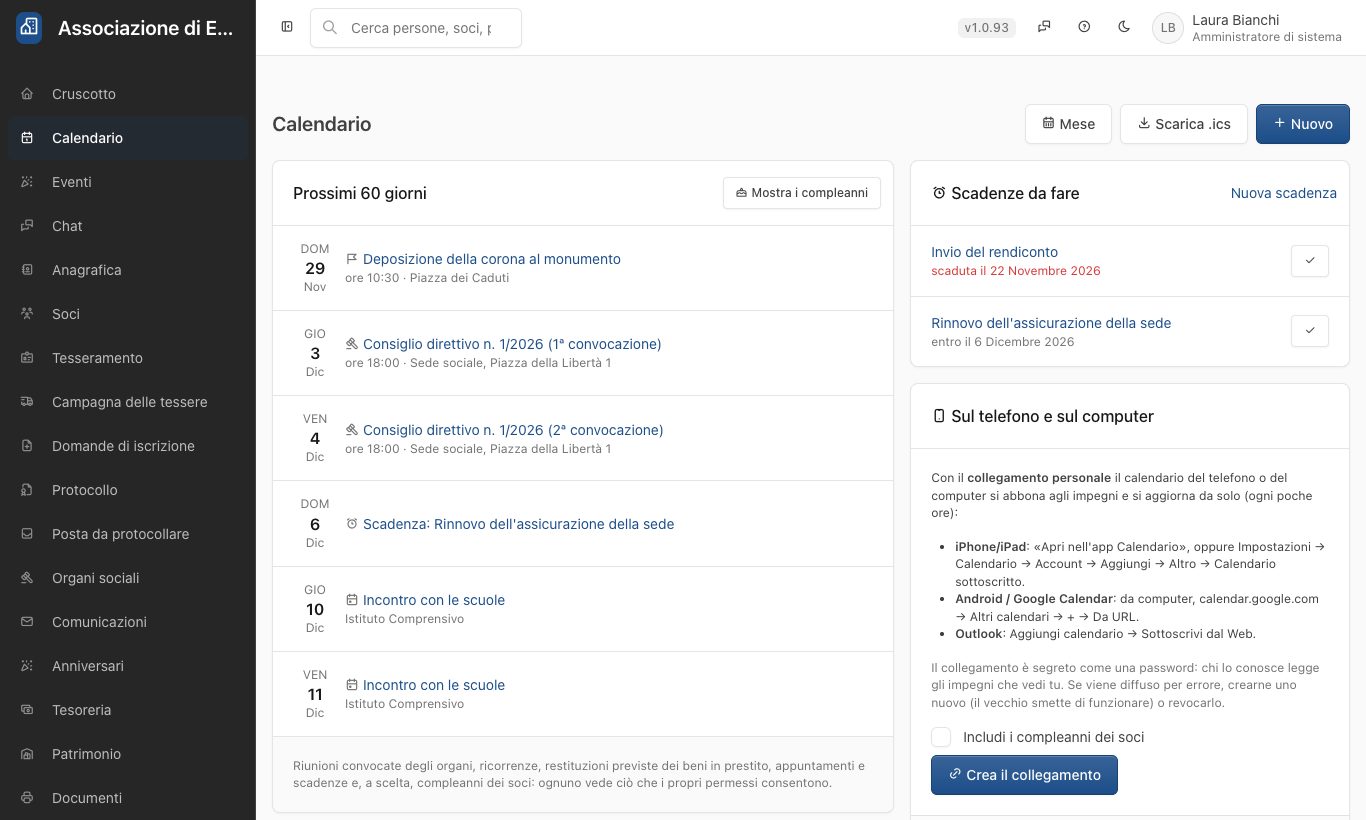 Associazione di E...
Cerca persone, soci, p
v1.0.93
LB
Laura Bianchi
Amministratore di sistema
Cruscotto
Calendario
Eventi
Chat
Anagrafica
Soci
Tesseramento
Campagna delle tessere
Domande di iscrizione
Protocollo
Posta da protocollare
Organi sociali
Comunicazioni
Anniversari
Tesoreria
Patrimonio
Documenti
Calendario
Mese
Scarica .ics
+ Nuovo
Prossimi 60 giorni
Mostra i compleanni
DOM
29
Nov
Deposizione della corona al monumento
ore 10:30 · Piazza dei Caduti
GIO
3
Dic
Consiglio direttivo n. 1/2026 (1ª convocazione)
ore 18:00 · Sede sociale, Piazza della Libertà 1
VEN
4
Dic
Consiglio direttivo n. 1/2026 (2ª convocazione)
ore 18:00 · Sede sociale, Piazza della Libertà 1
DOM
6
Dic
Scadenza: Rinnovo dell'assicurazione della sede
GIO
10
Dic
Incontro con le scuole
Istituto Comprensivo
VEN
11
Dic
Incontro con le scuole
Istituto Comprensivo
Riunioni convocate degli organi, ricorrenze, restituzioni previste dei beni in prestito, appuntamenti e
scadenze e, a scelta, compleanni dei soci: ognuno vede ciò che i propri permessi consentono.
Scadenze da fare
Nuova scadenza
Invio del rendiconto
scaduta il 22 Novembre 2026
Rinnovo dell'assicurazione della sede
entro il 6 Dicembre 2026
Sul telefono e sul computer
Con il collegamento personale il calendario del telefono o del
computer si abbona agli impegni e si aggiorna da solo (ogni poche
ore):
• iPhone/iPad: «Apri nell'app Calendario», oppure Impostazioni →
Calendario → Account → Aggiungi → Altro → Calendario
sottoscritto.
• Android / Google Calendar: da computer, calendar.google.com
→ Altri calendari → + → Da URL.
• Outlook: Aggiungi calendario → Sottoscrivi dal Web.
Il collegamento è segreto come una password: chi lo conosce legge
gli impegni che vedi tu. Se viene diffuso per errore, crearne uno
nuovo (il vecchio smette di funzionare) o revocarlo.
Includi i compleanni dei soci
Crea il collegamento